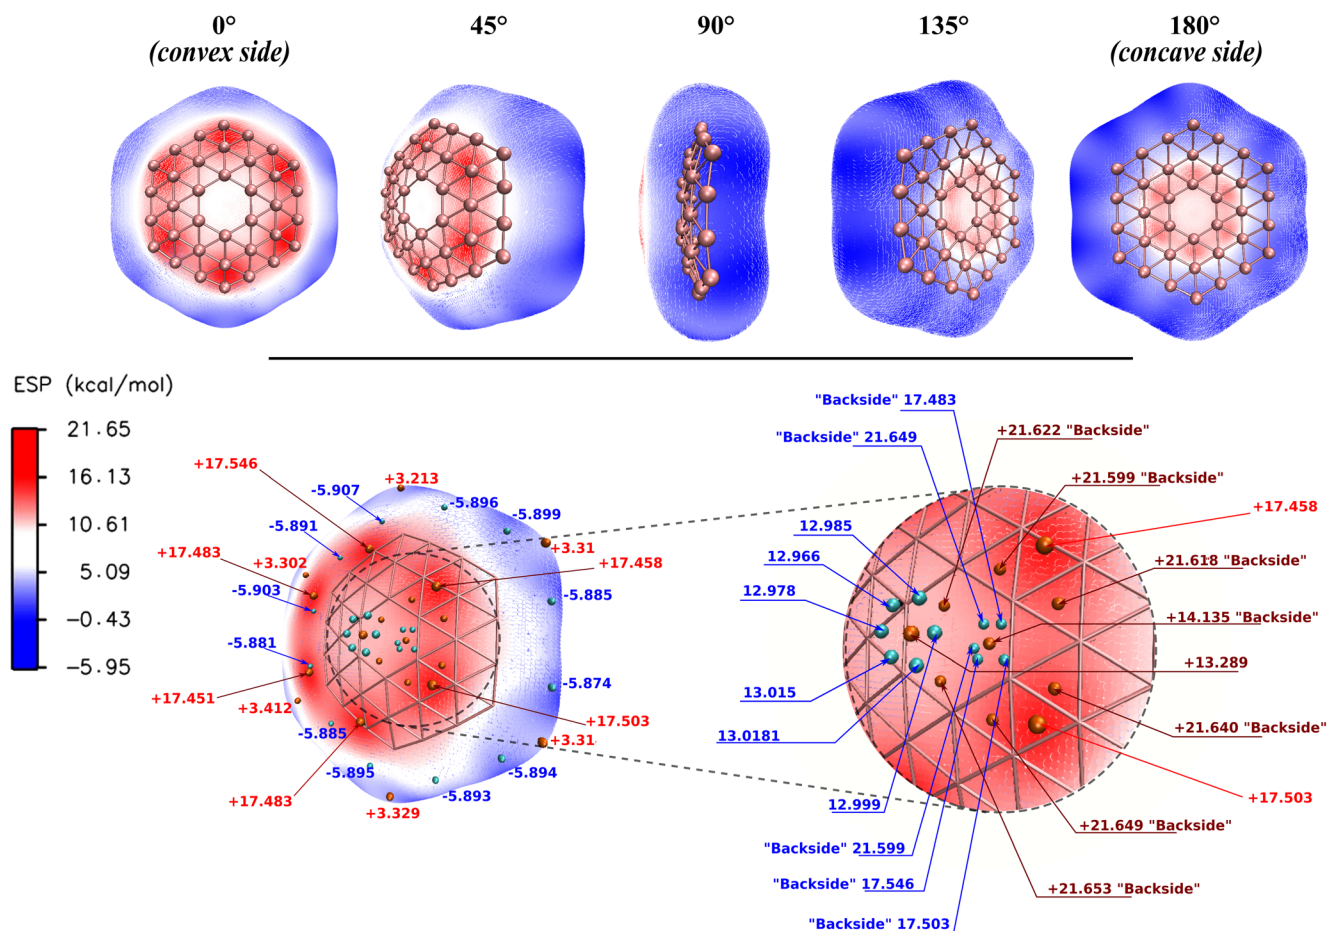 0°
(convex side)
45°
90°
135°
180°
(concave side)
ESP (kcal/mol)
21.65
16.13
10.61
5.09
-0.43
-5.95
+17.546
+3.213
-5.907
-5.896
-5.899
-5.891
+3.31
+17.483
+3.302
+17.458
-5.903
-5.885
-5.881
+17.451
-5.874
+3.412
+17.503
-5.885
+3.31
-5.895
-5.894
+17.483
-5.893
+3.329
"Backside" 17.483
"Backside" 21.649
+21.622 "Backside"
+21.599 "Backside"
+17.458
12.985
12.966
+21.618 "Backside"
12.978
+14.135 "Backside"
+13.289
13.015
+21.640 "Backside"
13.0181
+17.503
12.999
+21.649 "Backside"
"Backside" 21.599
"Backside" 17.546
+21.653 "Backside"
"Backside" 17.503